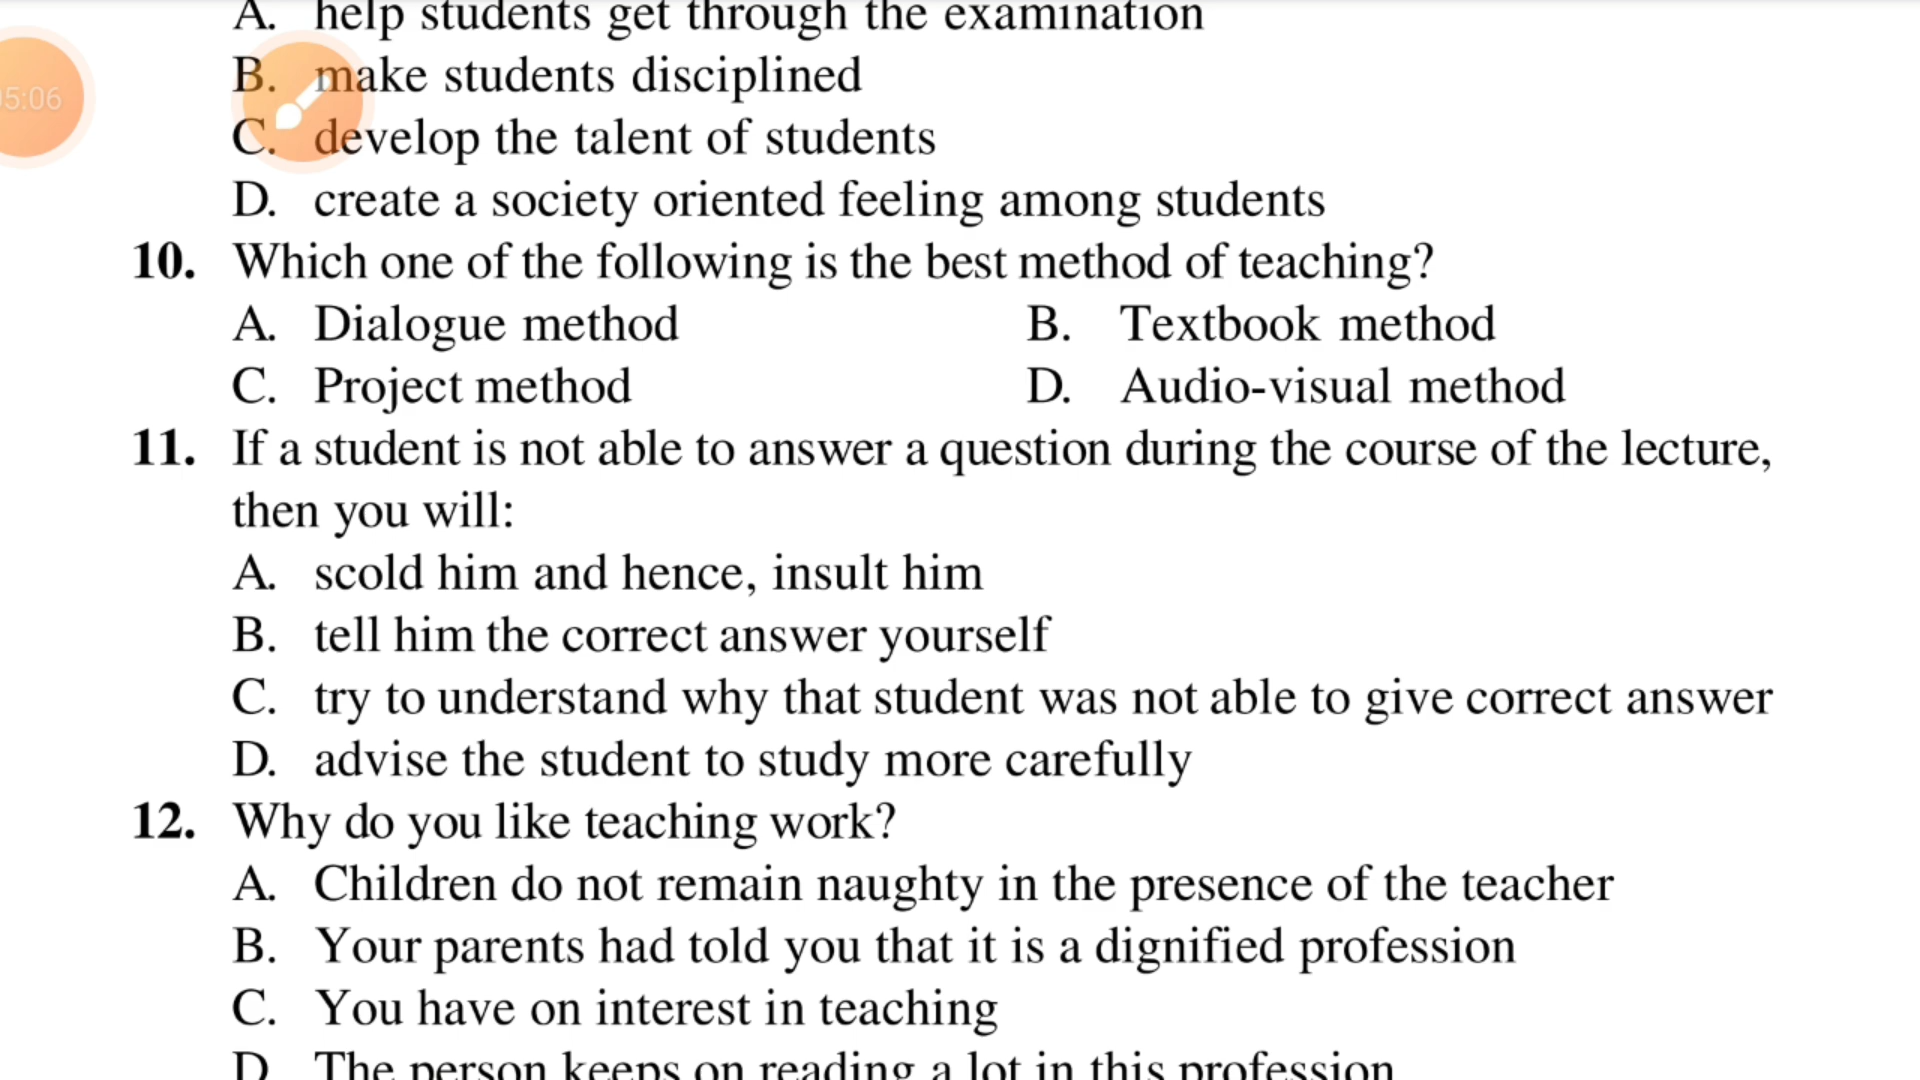 A. help students get through the examination
5:06
B. make students disciplined
C. develop the talent of students
D. create a society oriented feeling among students
10. Which one of the following is the best method of teaching?
A. Dialogue method B. Textbook method
C. Project method D. Audio-visual method
11. If a student is not able to answer a question during the course of the lecture,
then you will:
A. scold him and hence, insult him
B. tell him the correct answer yourself
C. try to understand why that student was not able to give correct answer
D. advise the student to study more carefully
12. Why do you like teaching work?
A. Children do not remain naughty in the presence of the teacher
B. Your parents had told you that it is a dignified profession
C. You have on interest in teaching
D. The person keeps on reading a lot in this profession